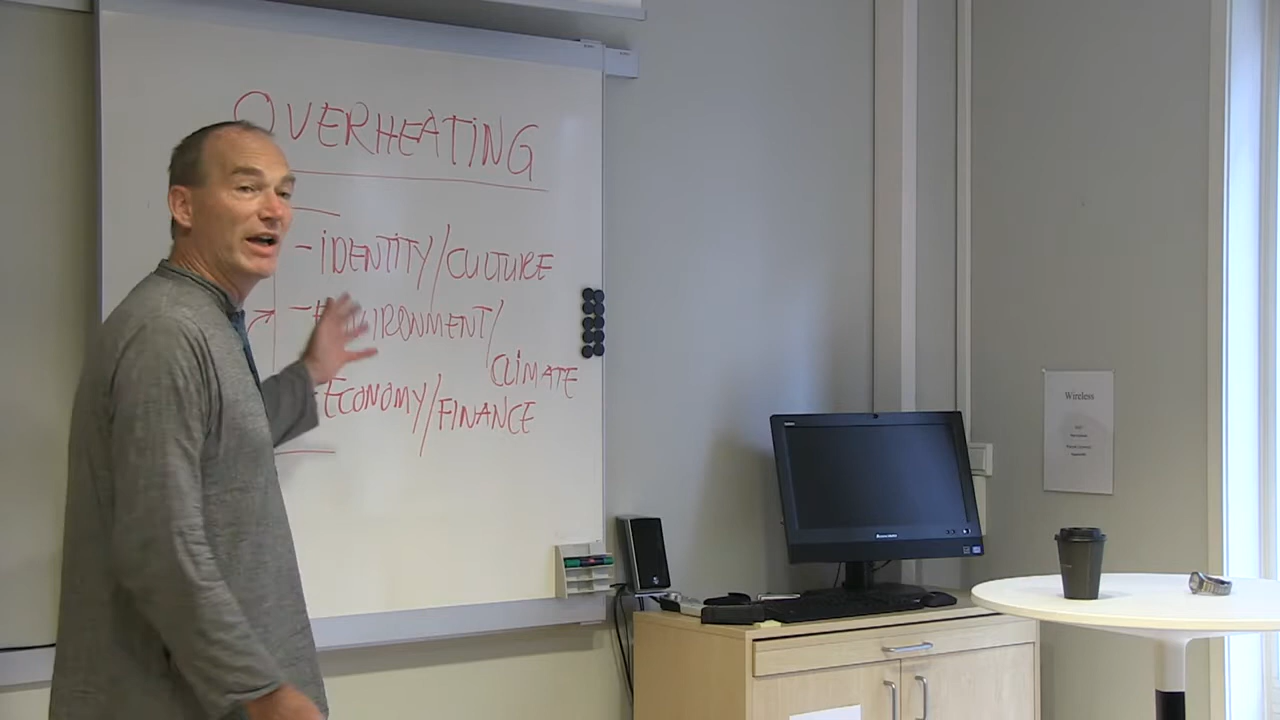 OVERHEATING
- IDENTITY/CULTURE
- ENVIRONMENT/
CLIMATE
- ECONOMY/FINANCE
Wireless